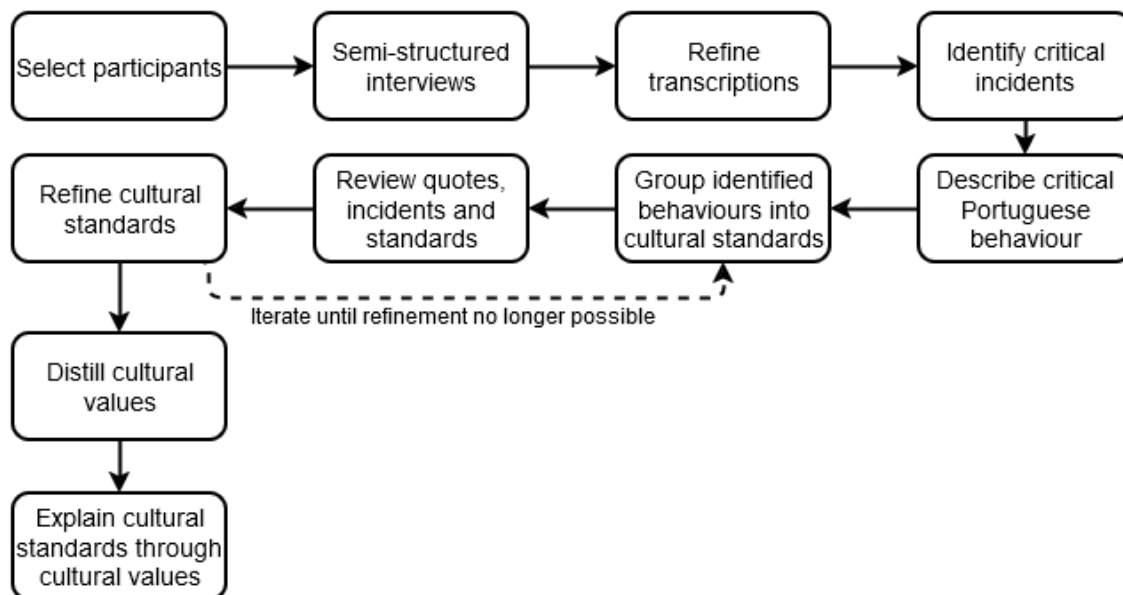 Select participants
Semi-structured
interviews
Refine
transcriptions
Identify critical
incidents
Describe critical
Portuguese
behaviour
Group identified
behaviours into
cultural standards
Review quotes,
incidents and
standards
Refine cultural
standards
Iterate until refinement no longer possible
Distill cultural
values
Explain cultural
standards through
cultural values